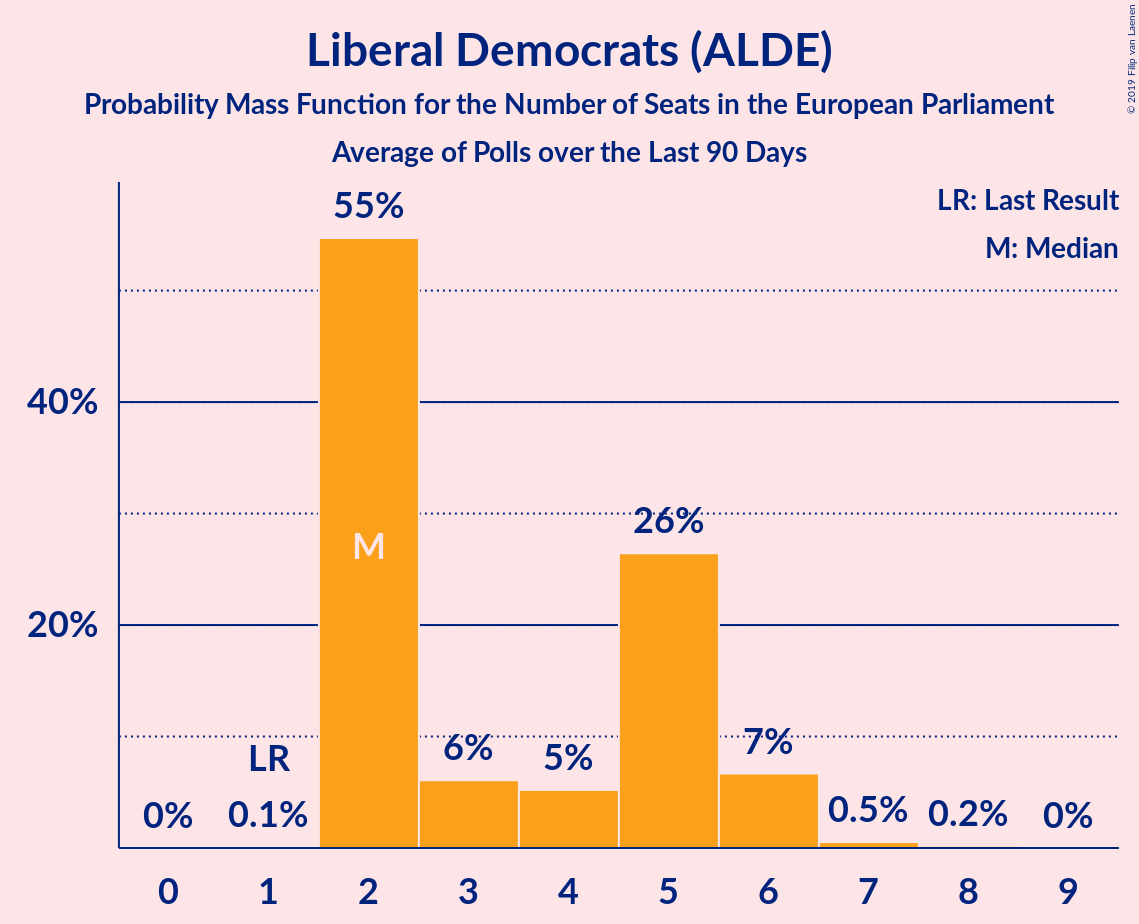 Liberal Democrats (ALDE)
Probability Mass Function for the Number of Seats in the European Parliament
Average of Polls over the Last 90 Days
© 2019 Filip van Laenen
LR: Last Result
M: Median
55%
40%
M
26%
20%
LR
6%
5%
7%
0%
0.1%
0.5%
0.2%
0%
0 1 2 3 4 5 6 7 8 9